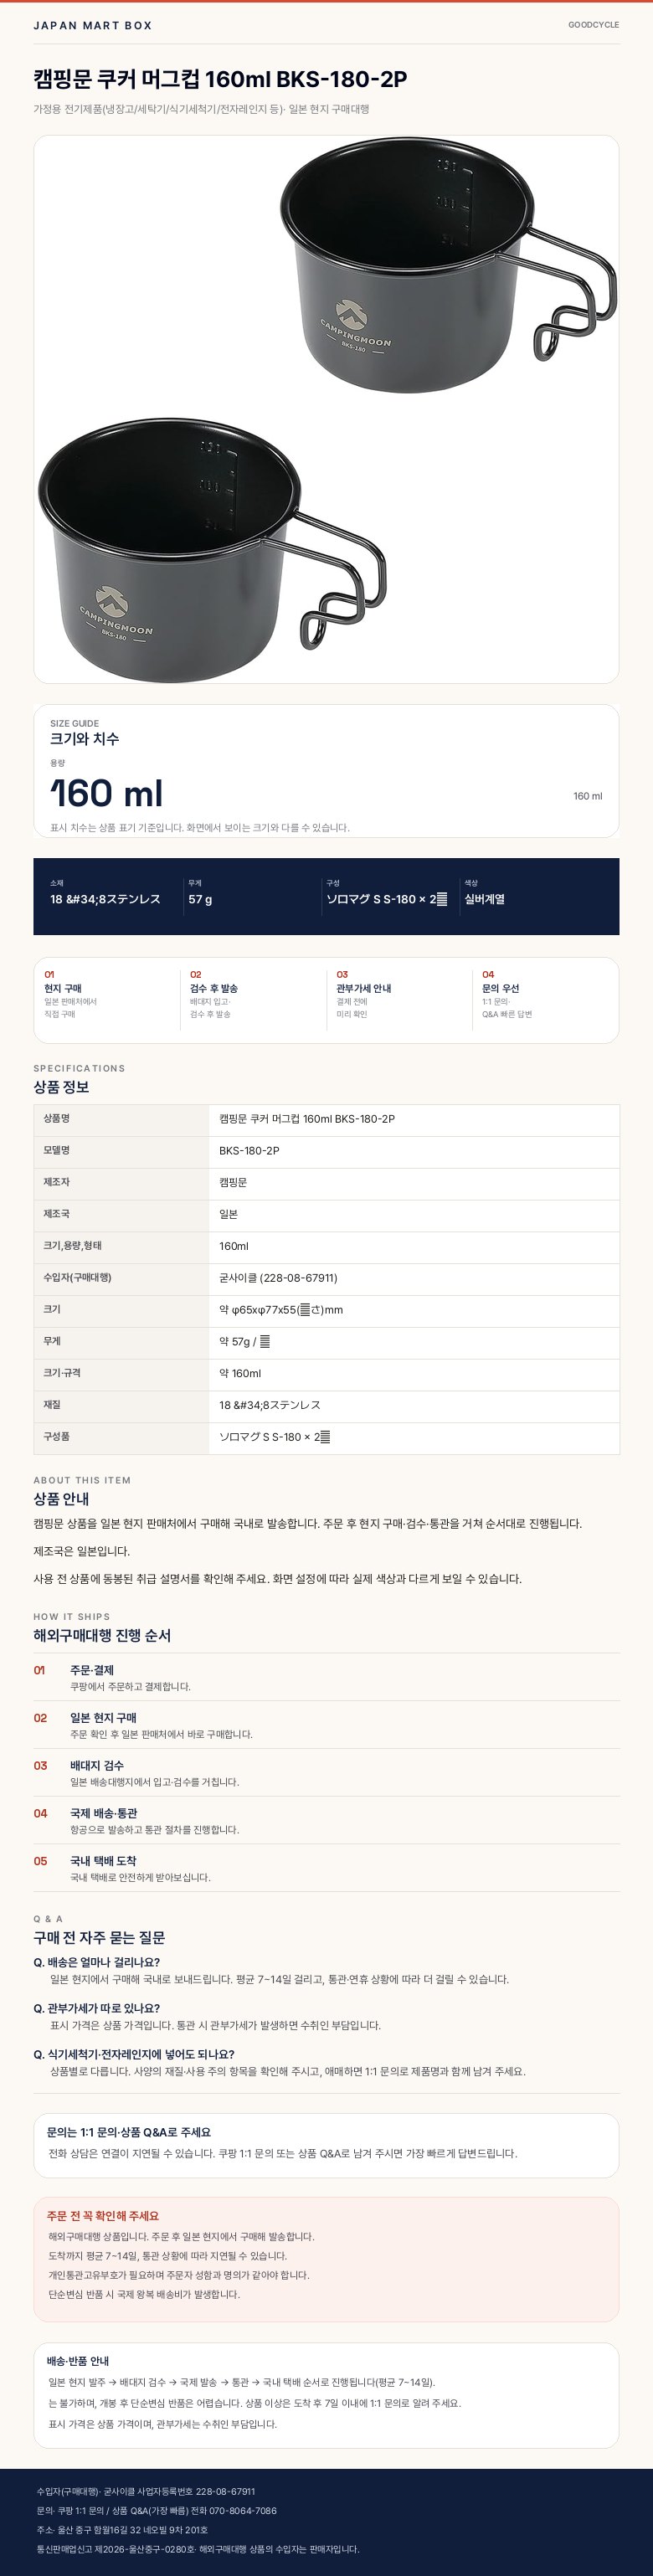 JAPAN MART BOX
GOODCYCLE
캠핑문 쿠커 머그컵 160ml BKS-180-2P
가정용 전기제품(냉장고/세탁기/식기세척기/전자레인지 등)· 일본 현지 구매대행
CAMPINGMOON
BKS-180
CAMPINGMOON
BKS-180
SIZE GUIDE
크기와 치수
용량
160 ml
160 ml
표시 치수는 상품 표기 기준입니다. 화면에서 보이는 크기와 다를 수 있습니다.
소재
18 &#34;8ステンレス
무게
57 g
구성
ソロマグ S S-180 × 2
색상
실버계열
01
현지 구매
일본 판매처에서
직접 구매
02
검수 후 발송
배대지 입고·
검수 후 발송
03
관부가세 안내
결제 전에
미리 확인
04
문의 우선
1:1 문의·
Q&A 빠른 답변
SPECIFICATIONS
상품 정보
상품명 캠핑문 쿠커 머그컵 160ml BKS-180-2P
모델명 BKS-180-2P
제조자 캠핑문
제조국 일본
크기,용량,형태 160ml
수입자(구매대행) 굳사이클 (228-08-67911)
크기 약 φ65xφ77x55(さ)mm
무게 약 57g /
크기·규격 약 160ml
재질 18 &#34;8ステンレス
구성품 ソロマグ S S-180 × 2
ABOUT THIS ITEM
상품 안내
캠핑문 상품을 일본 현지 판매처에서 구매해 국내로 발송합니다. 주문 후 현지 구매·검수·통관을 거쳐 순서대로 진행됩니다.
제조국은 일본입니다.
사용 전 상품에 동봉된 취급 설명서를 확인해 주세요. 화면 설정에 따라 실제 색상과 다르게 보일 수 있습니다.
HOW IT SHIPS
해외구매대행 진행 순서
01 주문·결제
쿠팡에서 주문하고 결제합니다.
02 일본 현지 구매
주문 확인 후 일본 판매처에서 바로 구매합니다.
03 배대지 검수
일본 배송대행지에서 입고·검수를 거칩니다.
04 국제 배송·통관
항공으로 발송하고 통관 절차를 진행합니다.
05 국내 택배 도착
국내 택배로 안전하게 받아보십니다.
Q & A
구매 전 자주 묻는 질문
Q. 배송은 얼마나 걸리나요?
일본 현지에서 구매해 국내로 보내드립니다. 평균 7~14일 걸리고, 통관·연휴 상황에 따라 더 걸릴 수 있습니다.
Q. 관부가세가 따로 있나요?
표시 가격은 상품 가격입니다. 통관 시 관부가세가 발생하면 수취인 부담입니다.
Q. 식기세척기·전자레인지에 넣어도 되나요?
상품별로 다릅니다. 사양의 재질·사용 주의 항목을 확인해 주시고, 애매하면 1:1 문의로 제품명과 함께 남겨 주세요.
문의는 1:1 문의·상품 Q&A로 주세요
전화 상담은 연결이 지연될 수 있습니다. 쿠팡 1:1 문의 또는 상품 Q&A로 남겨 주시면 가장 빠르게 답변드립니다.
주문 전 꼭 확인해 주세요
해외구매대행 상품입니다. 주문 후 일본 현지에서 구매해 발송합니다.
도착까지 평균 7~14일, 통관 상황에 따라 지연될 수 있습니다.
개인통관고유부호가 필요하며 주문자 성함과 명의가 같아야 합니다.
단순변심 반품 시 국제 왕복 배송비가 발생합니다.
배송·반품 안내
일본 현지 발주 → 배대지 검수 → 국제 발송 → 통관 → 국내 택배 순서로 진행됩니다(평균 7~14일).
는 불가하며, 개봉 후 단순변심 반품은 어렵습니다. 상품 이상은 도착 후 7일 이내에 1:1 문의로 알려 주세요.
표시 가격은 상품 가격이며, 관부가세는 수취인 부담입니다.
수입자(구매대행)· 굳사이클 사업자등록번호 228-08-67911
문의· 쿠팡 1:1 문의 / 상품 Q&A(가장 빠름) 전화 070-8064-7086
주소· 울산 중구 함월16길 32 네오빌 9차 201호
통신판매업신고 제2026-울산중구-0280호· 해외구매대행 상품의 수입자는 판매자입니다.